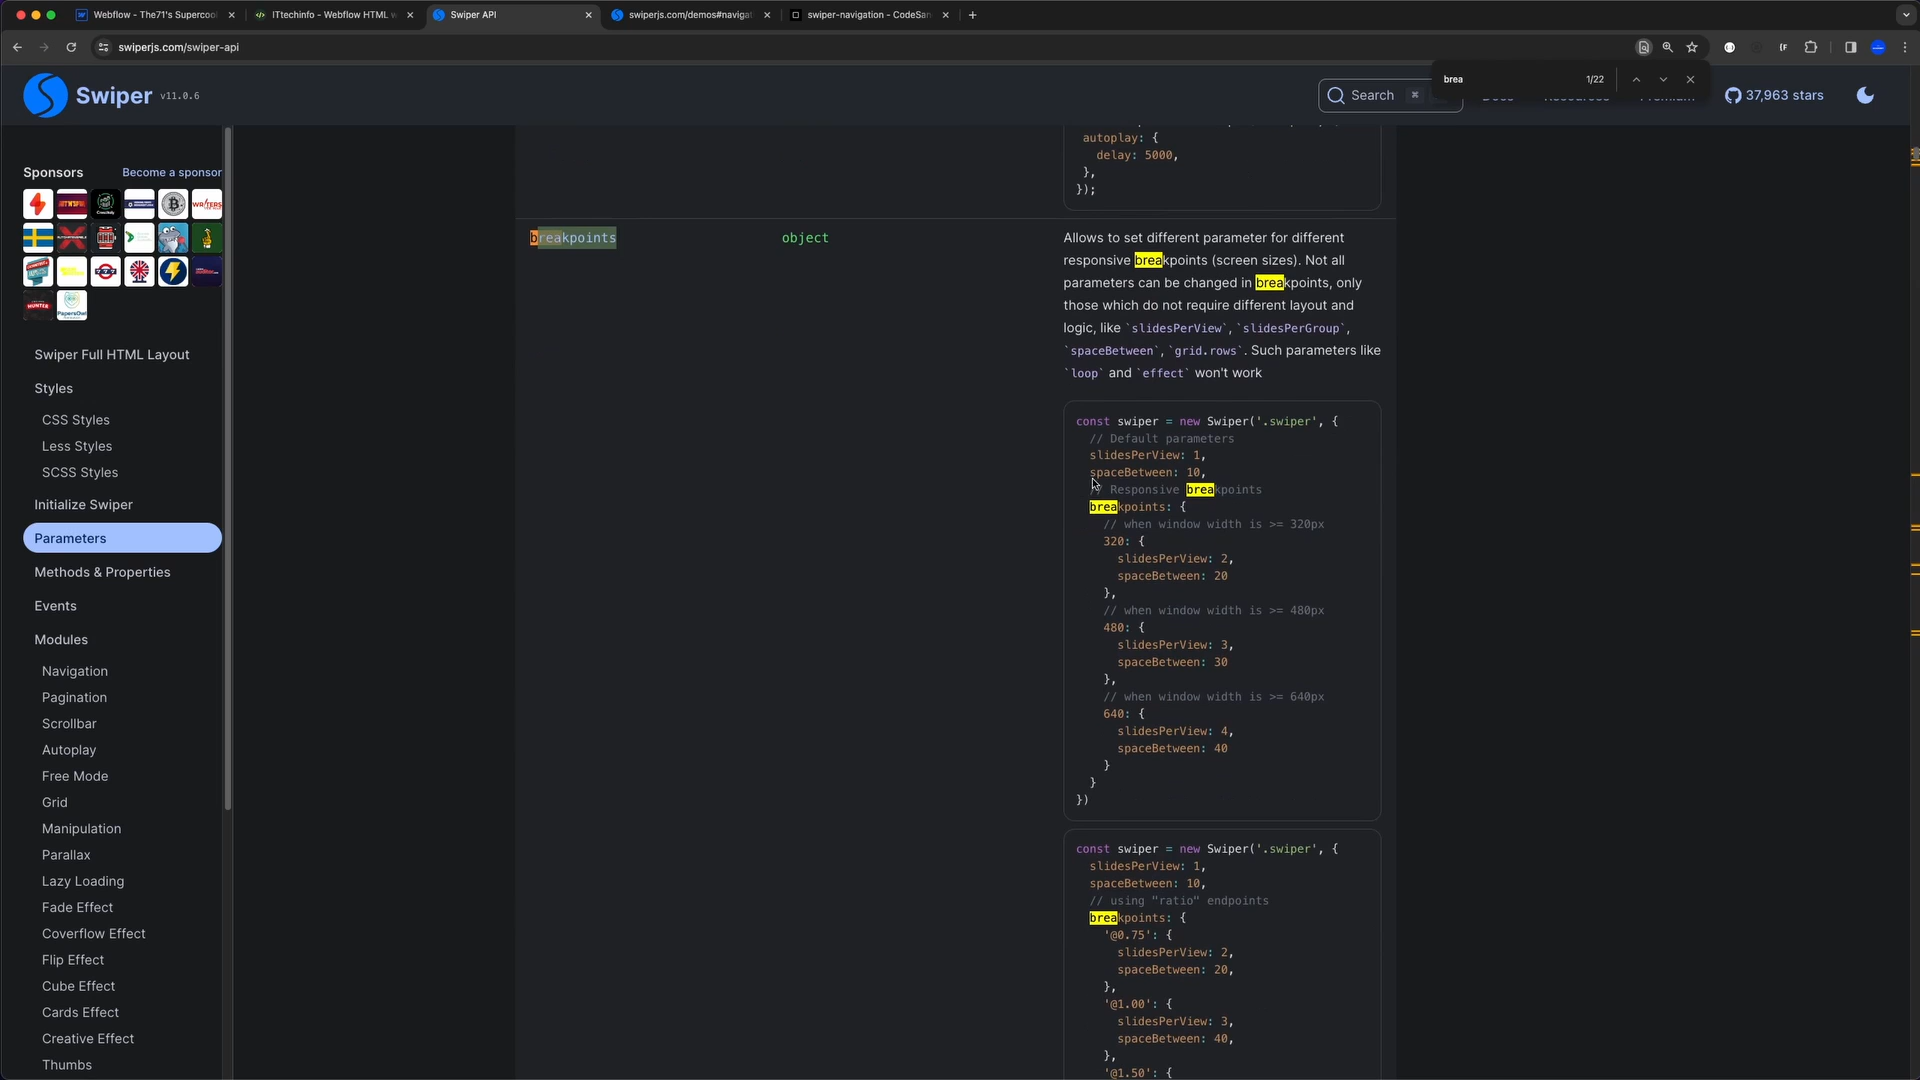 Webflow - The71's Supercool
ITtechinfo - Webflow HTML w
Swiper API
swiperjs.com/demos#navigat
swiper-navigation - CodeSan
swiperjs.com/swiper-api
brea
1/22
Swiper v11.0.6
Search
37,963 stars
Sponsors
Become a sponsor
Swiper Full HTML Layout
Styles
CSS Styles
Less Styles
SCSS Styles
Initialize Swiper
Parameters
Methods & Properties
Events
Modules
Navigation
Pagination
Scrollbar
Autoplay
Free Mode
Grid
Manipulation
Parallax
Lazy Loading
Fade Effect
Coverflow Effect
Flip Effect
Cube Effect
Cards Effect
Creative Effect
Thumbs
autoplay: {
delay: 5000,
},
});
breakpoints
object
Allows to set different parameter for different
responsive breakpoints (screen sizes). Not all
parameters can be changed in breakpoints, only
those which do not require different layout and
logic, like `slidesPerView`, `slidesPerGroup`,
`spaceBetween`, `grid.rows`. Such parameters like
`loop` and `effect` won't work
const swiper = new Swiper('.swiper', {
// Default parameters
slidesPerView: 1,
spaceBetween: 10,
// Responsive breakpoints
breakpoints: {
// when window width is >= 320px
320: {
slidesPerView: 2,
spaceBetween: 20
},
// when window width is >= 480px
480: {
slidesPerView: 3,
spaceBetween: 30
},
// when window width is >= 640px
640: {
slidesPerView: 4,
spaceBetween: 40
}
}
})
const swiper = new Swiper('.swiper', {
slidesPerView: 1,
spaceBetween: 10,
// using "ratio" endpoints
breakpoints: {
'@0.75': {
slidesPerView: 2,
spaceBetween: 20,
},
'@1.00': {
slidesPerView: 3,
spaceBetween: 40,
},
'@1.50': {